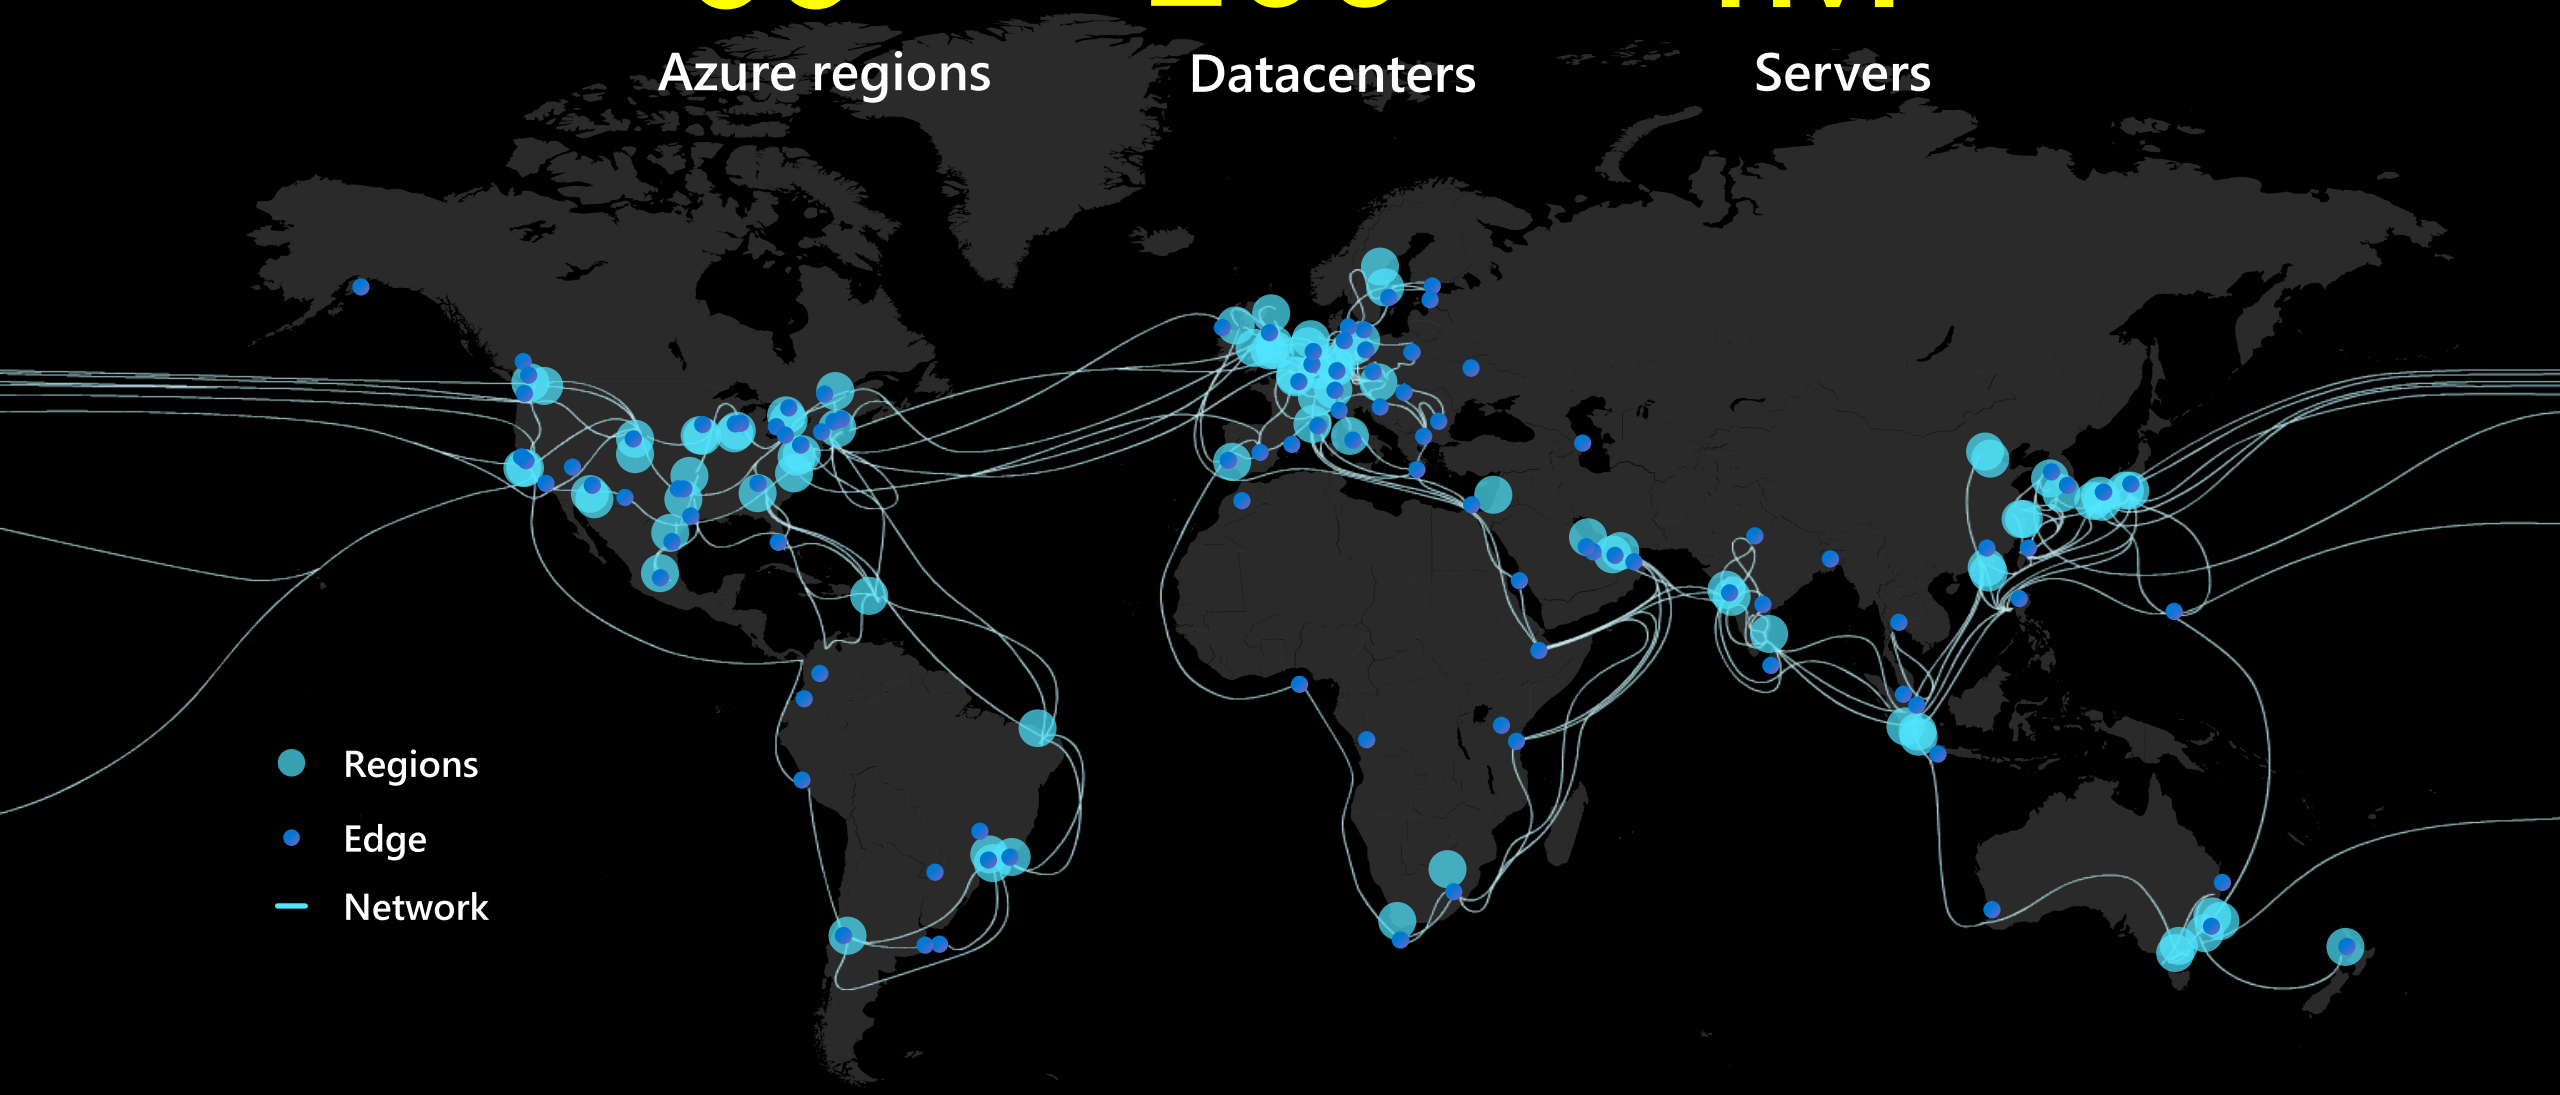 Azure regions
Datacenters
Servers
Regions
Edge
Network